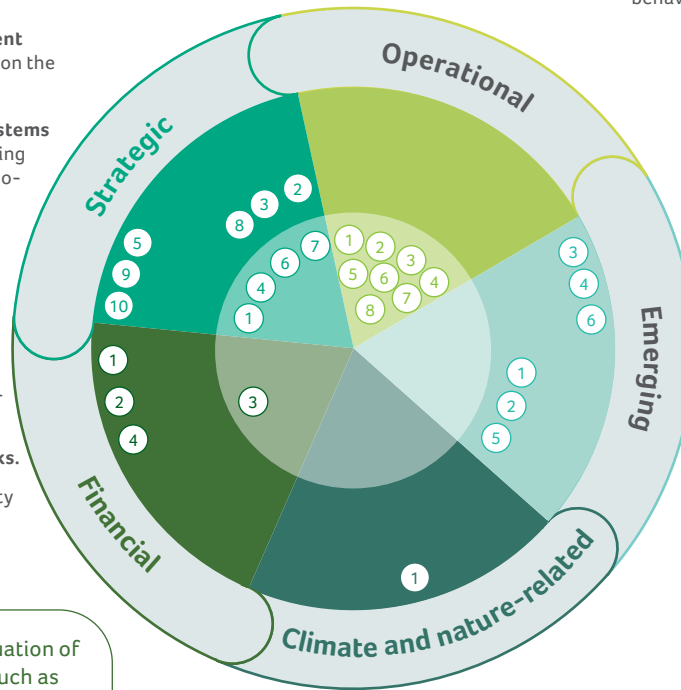 behav
ent
on the
stems
ing
o-
ks.
ty
uation of
uch as
Strategic
2
3
8
5
9
10
7
6
4
1
Operational
1
2
3
4
5
6
7
8
Emerging
3
4
6
1
2
5
Climate and nature-related
1
Financial
1
2
4
3